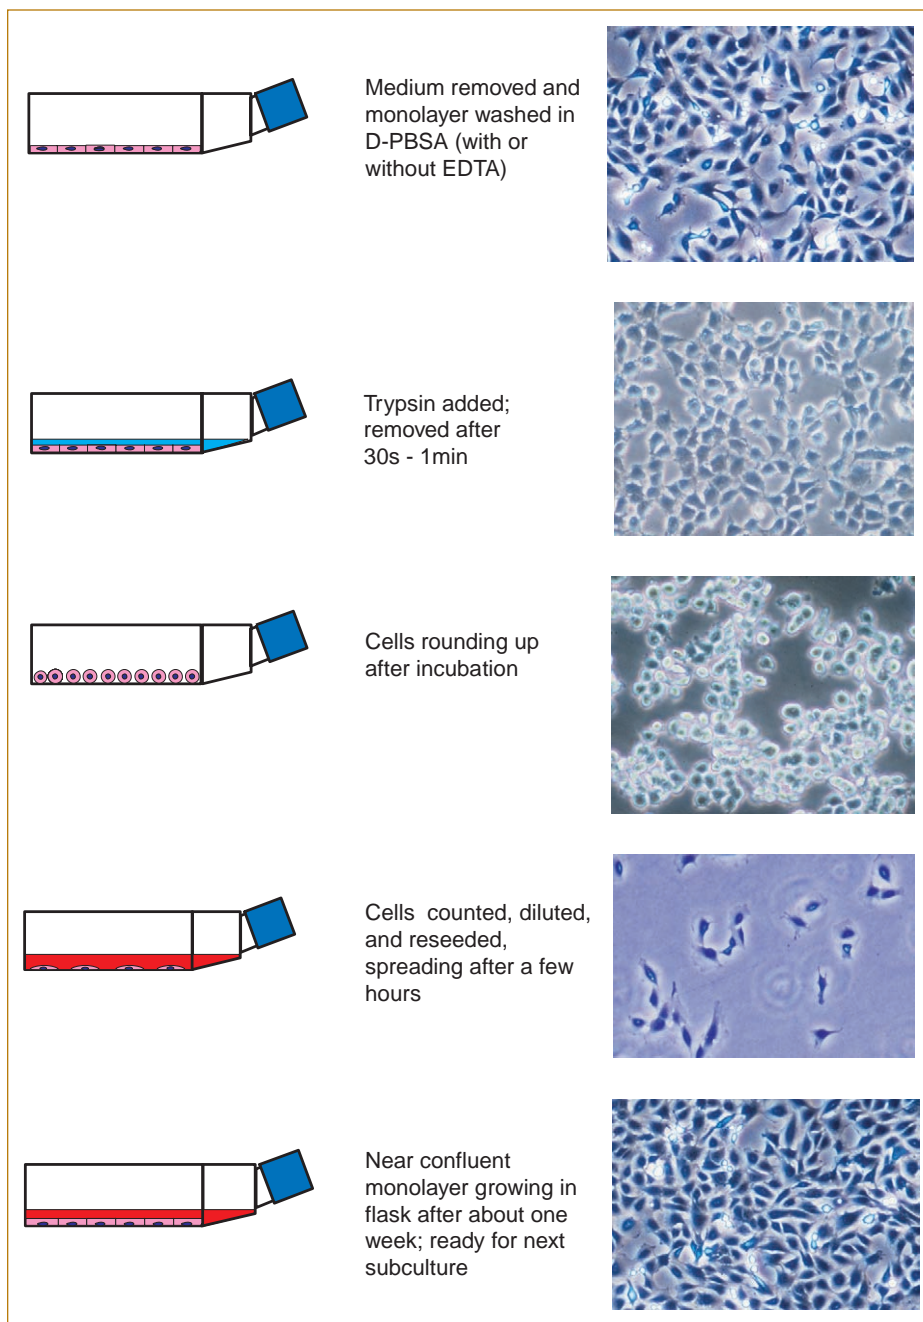 Medium removed and
monolayer washed in
D-PBSA (with or
without EDTA)
Trypsin added;
removed after
30s - 1min
Cells rounding up
after incubation
Cells counted, diluted,
and reseeded,
spreading after a few
hours
Near confluent
monolayer growing in
flask after about one
week; ready for next
subculture